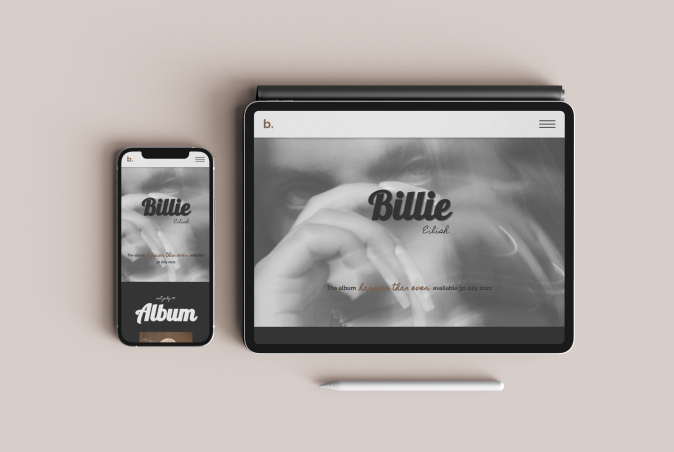 b.
Billie
Eilish
The album happier than ever available 30 July 2021
Album
b.
Billie
Eilish
The album happier than ever available 30 July 2021